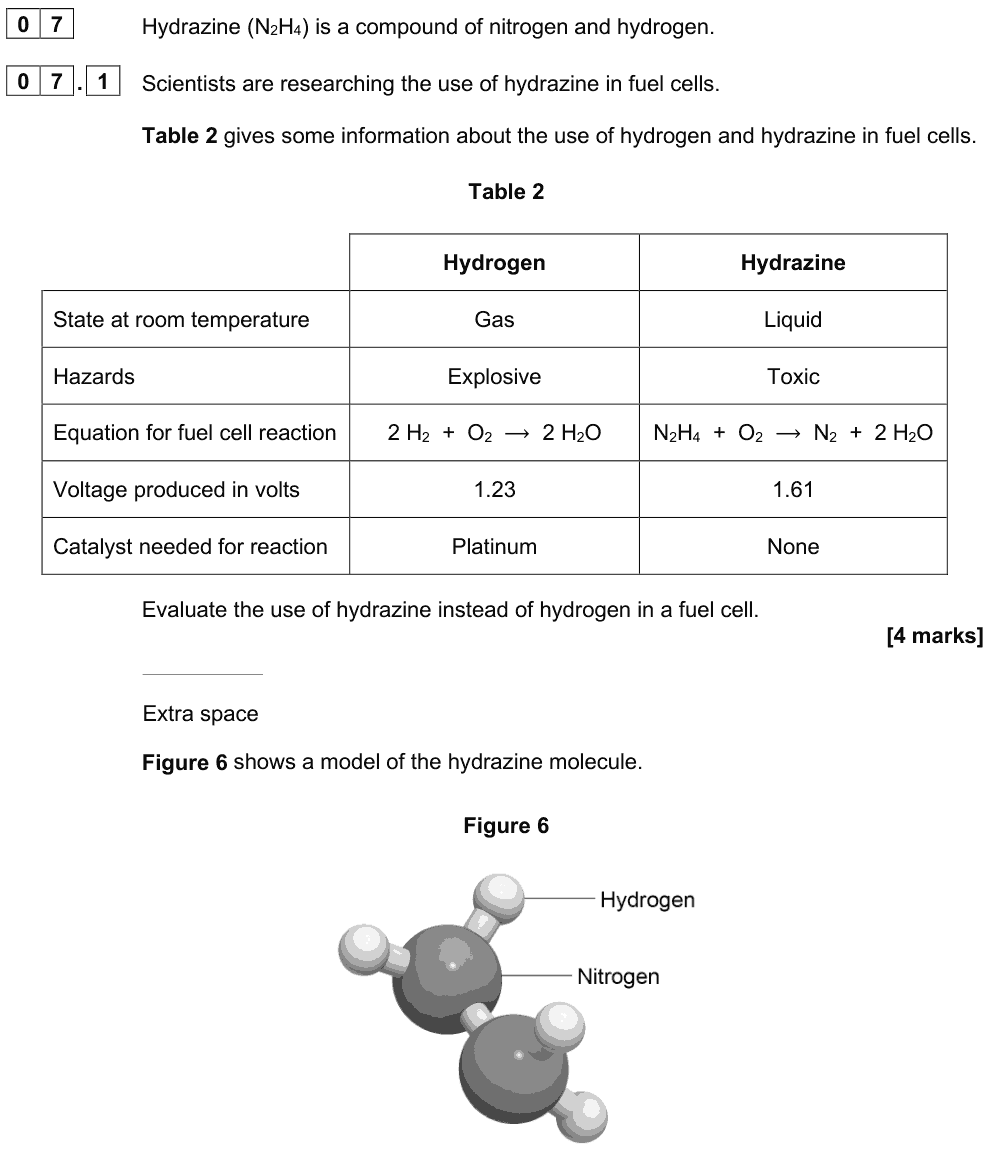 0 7 Hydrazine (N₂H₄) is a compound of nitrogen and hydrogen.
0 7 . 1 Scientists are researching the use of hydrazine in fuel cells.
Table 2 gives some information about the use of hydrogen and hydrazine in fuel cells.
Table 2
Hydrogen Hydrazine
State at room temperature Gas Liquid
Hazards Explosive Toxic
Equation for fuel cell reaction 2 H₂ + O₂ → 2 H₂O N₂H₄ + O₂ → N₂ + 2 H₂O
Voltage produced in volts 1.23 1.61
Catalyst needed for reaction Platinum None
Evaluate the use of hydrazine instead of hydrogen in a fuel cell.
[4 marks]
Extra space
Figure 6 shows a model of the hydrazine molecule.
Figure 6
Hydrogen
Nitrogen